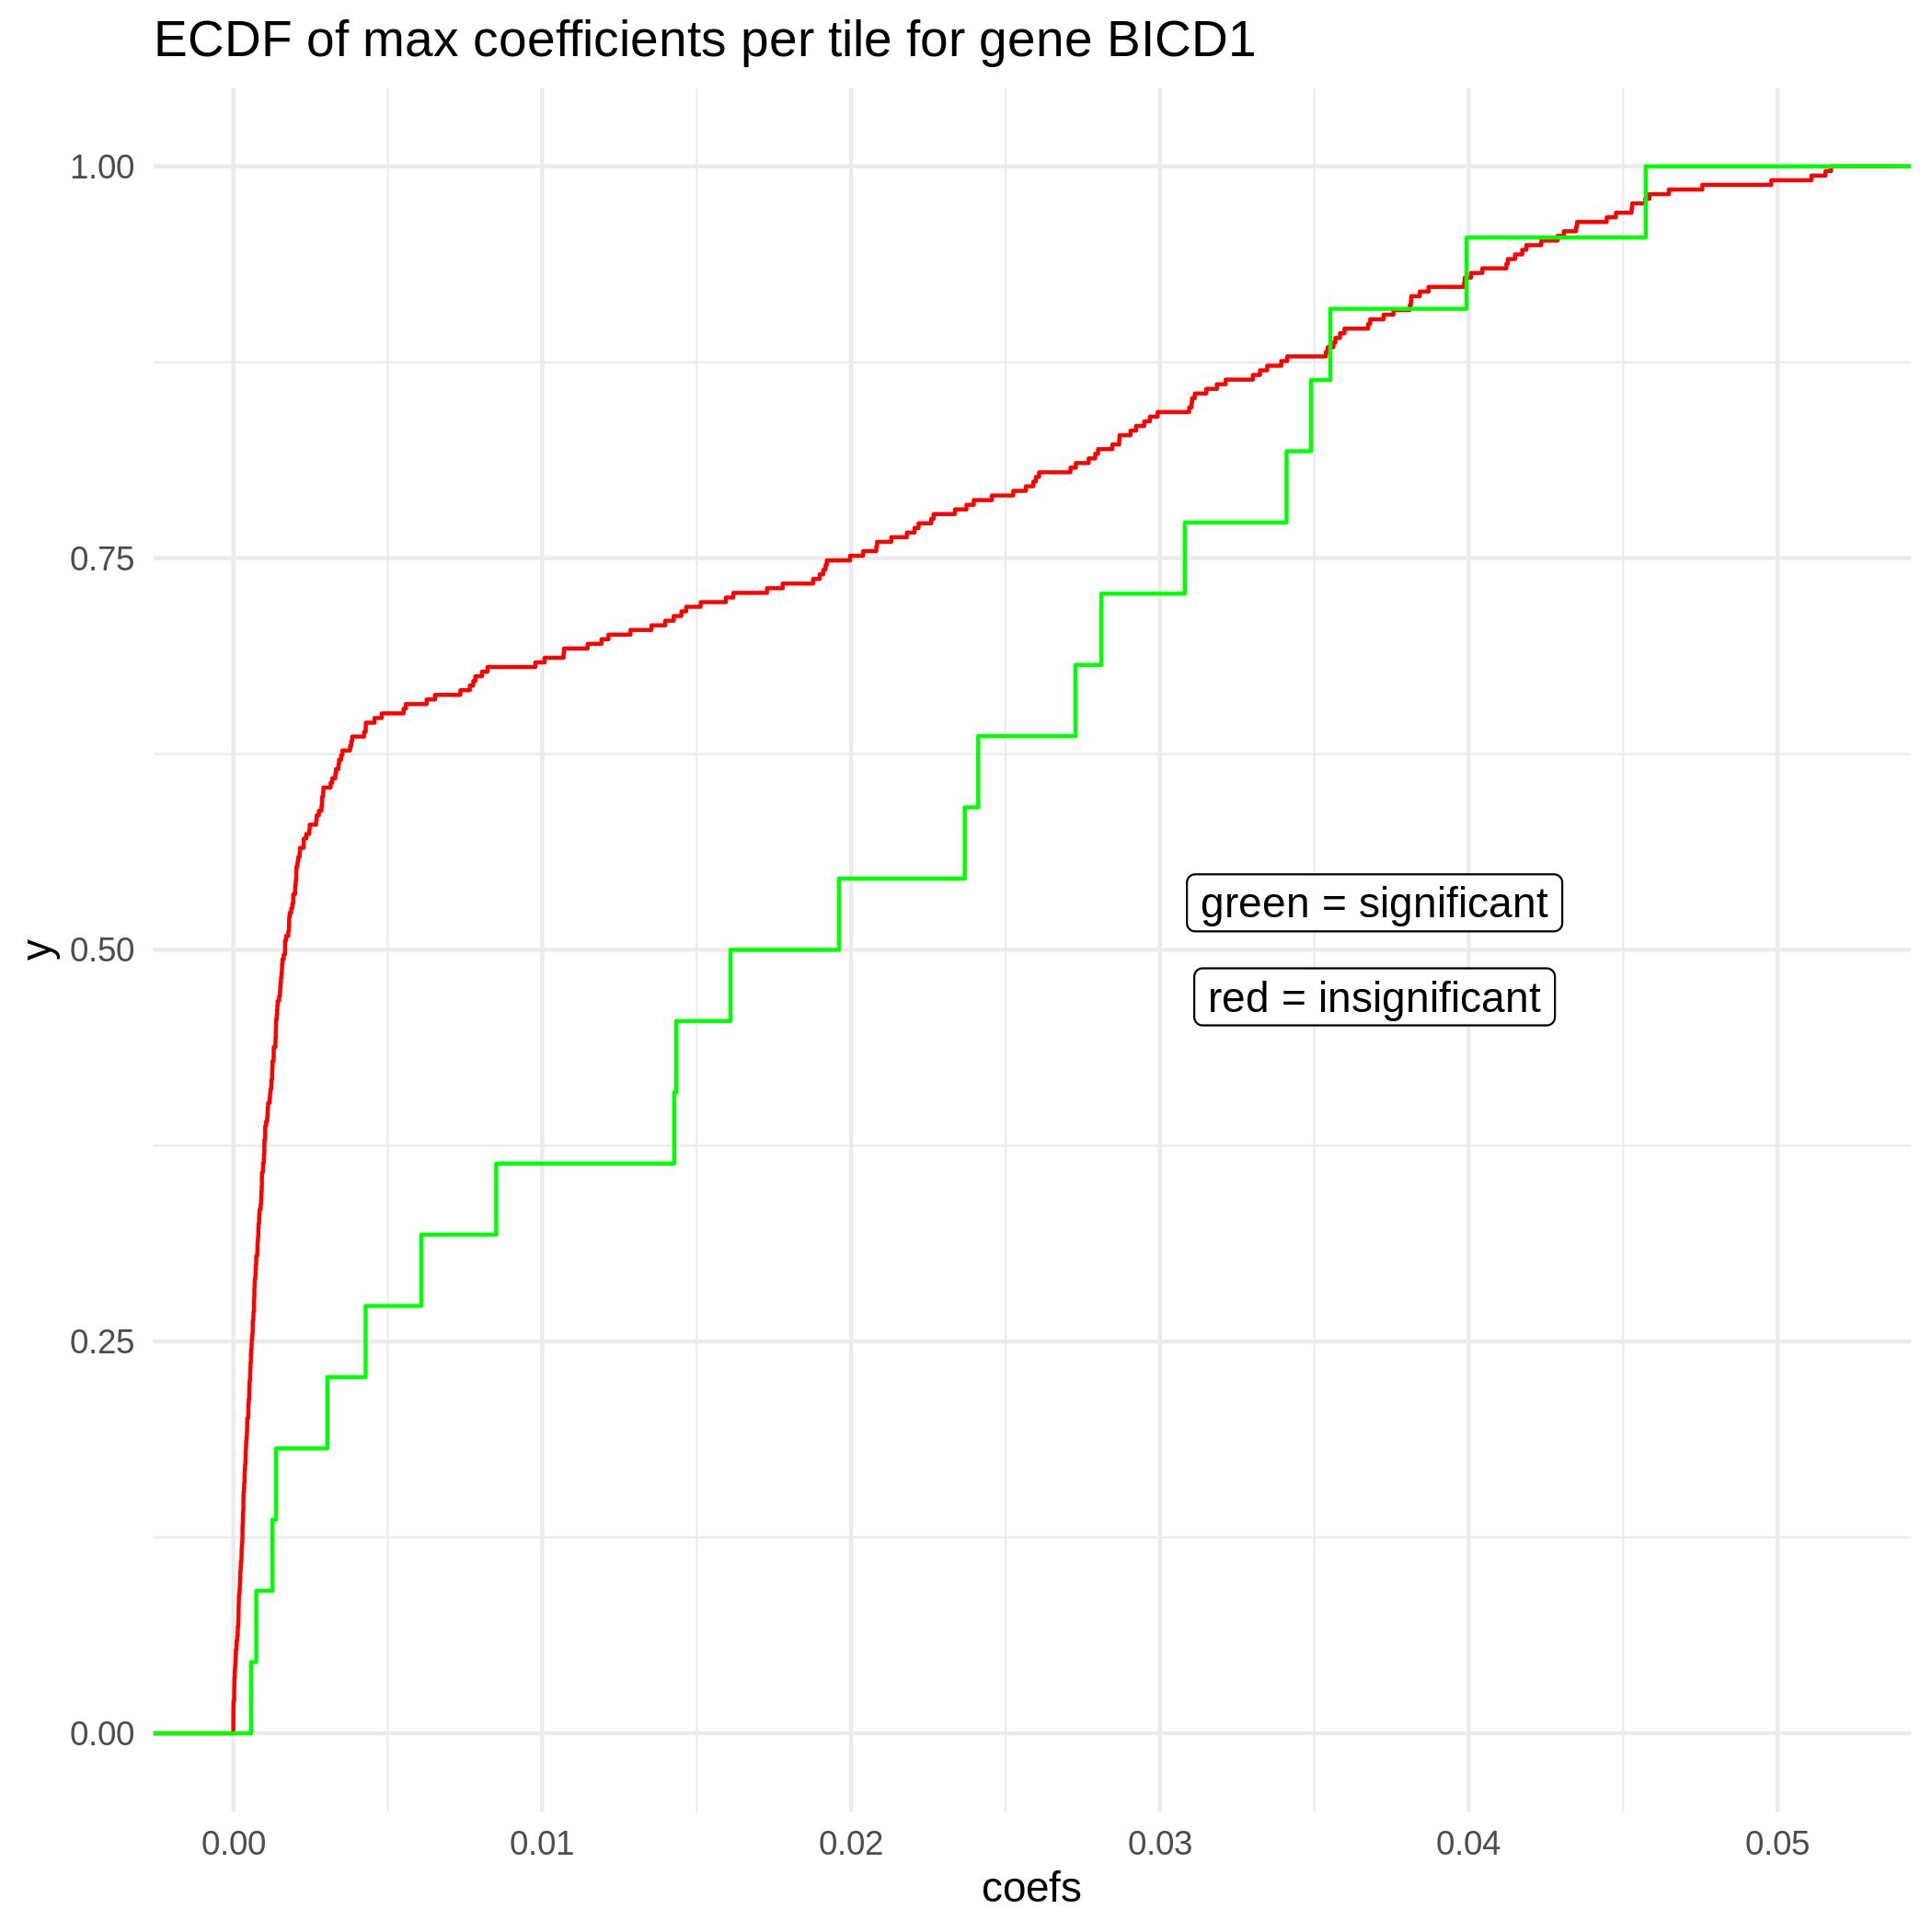 ECDF of max coefficients per tile for gene BICD1
1.00
0.75
0.50
0.25
0.00
y
green = significant
red = insignificant
0.00 0.01 0.02 0.03 0.04 0.05
coefs